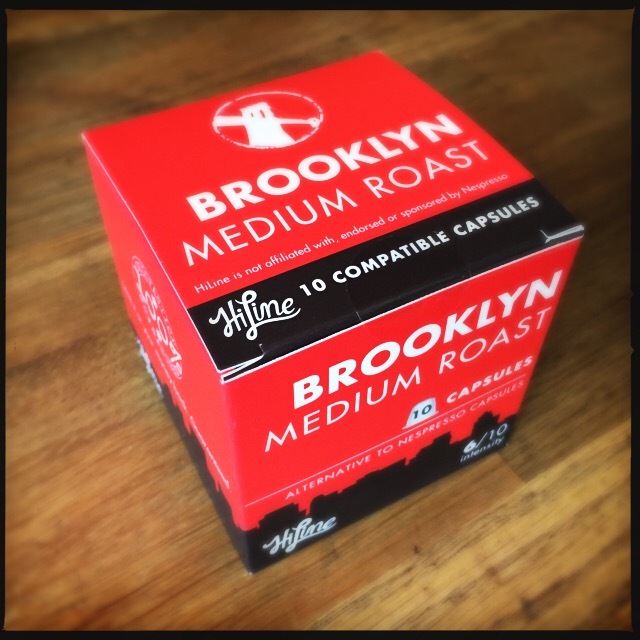 BROOKLYN
MEDIUM ROAST
HiLine is not affiliated with, endorsed or sponsored by Nespresso
HiLine 10 COMPATIBLE CAPSULES
BROOKLYN
MEDIUM ROAST
10 CAPSULES
ALTERNATIVE TO NESPRESSO CAPSULES
6/10
intensity
HiLine